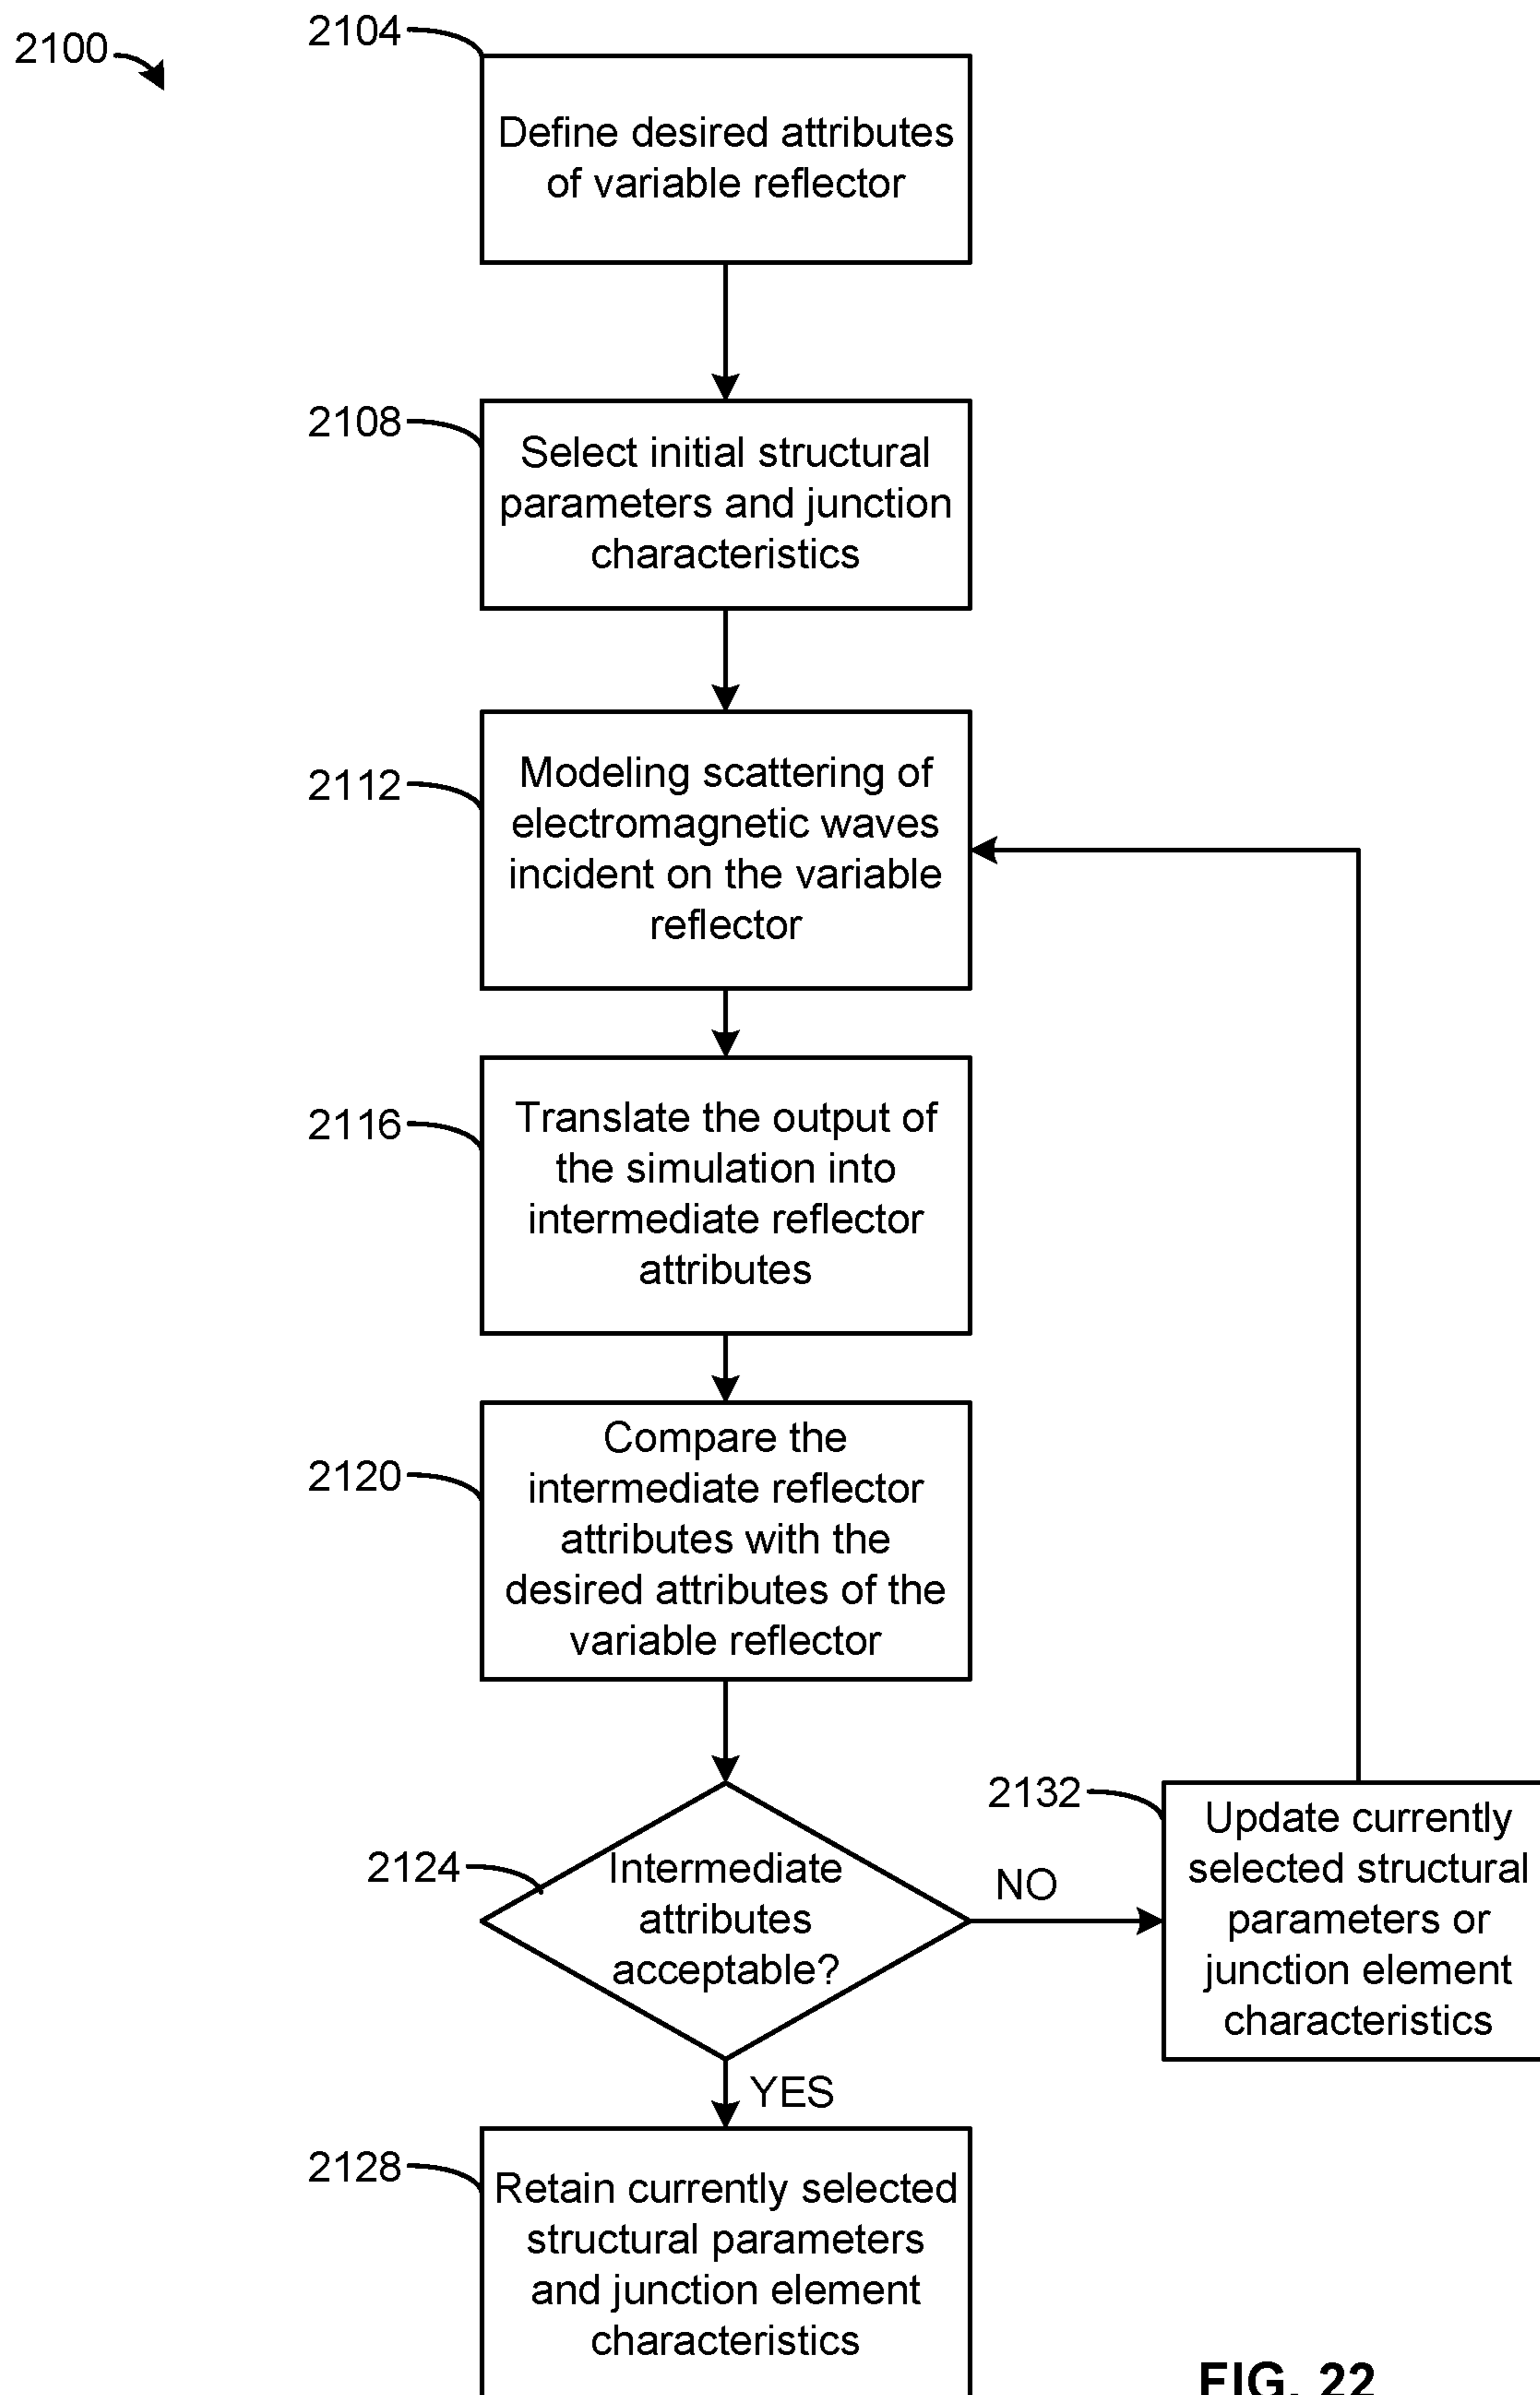 2100
2104
Define desired attributes
of variable reflector
2108
Select initial structural
parameters and junction
characteristics
2112
Modeling scattering of
electromagnetic waves
incident on the variable
reflector
2116
Translate the output of
the simulation into
intermediate reflector
attributes
2120
Compare the
intermediate reflector
attributes with the
desired attributes of the
variable reflector
2124
Intermediate
attributes
acceptable?
NO
2132
Update currently
selected structural
parameters or
junction element
characteristics
YES
2128
Retain currently selected
structural parameters
and junction element
characteristics
FIG. 22